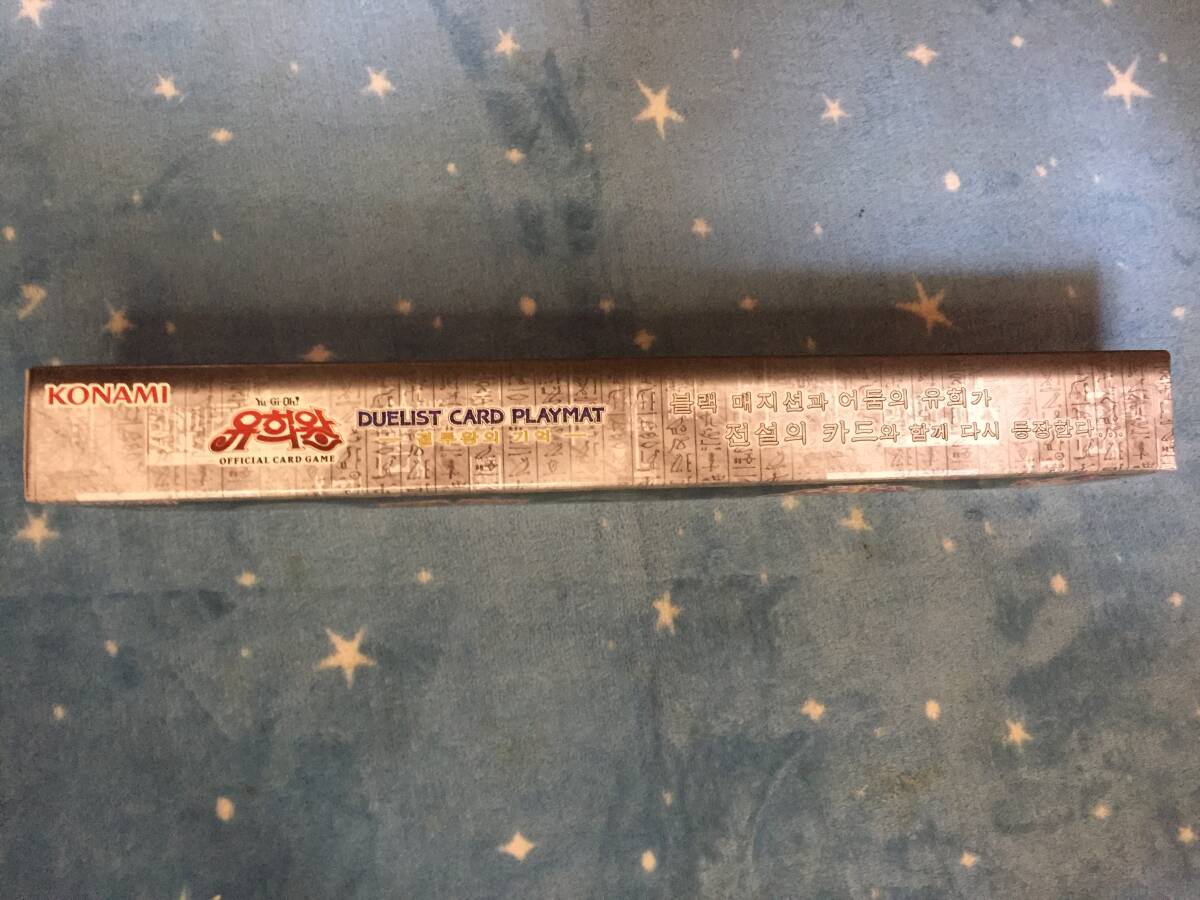 KONAMI
Yu-Gi-Oh!
유희왕
OFFICIAL CARD GAME
DUELIST CARD PLAYMAT
— 결투왕의 기억 —
블랙 매지션과 어둠의 유희가
전설의 카드와 함께 다시 등장한다...